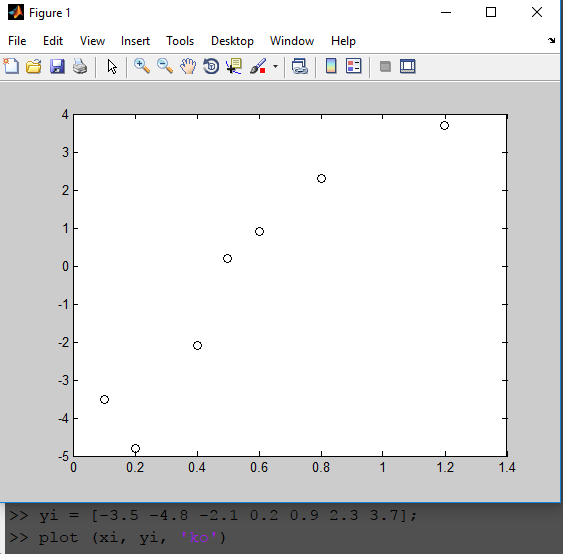 Figure 1
File Edit View Insert Tools Desktop Window Help
4
3
2
1
0
-1
-2
-3
-4
-5
0 0.2 0.4 0.6 0.8 1 1.2 1.4
>> yi = [-3.5 -4.8 -2.1 0.2 0.9 2.3 3.7];
>> plot (xi, yi, 'ko')